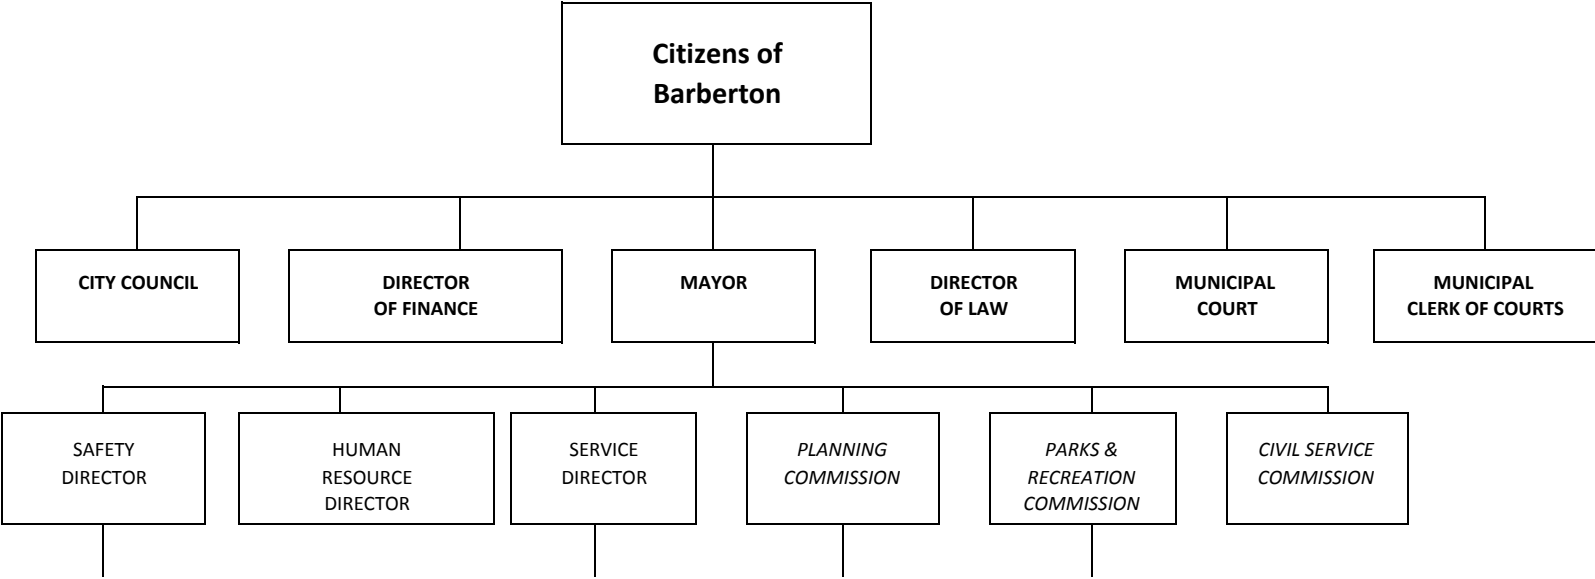 Citizens of
Barberton
CITY COUNCIL
DIRECTOR
OF FINANCE
MAYOR
DIRECTOR
OF LAW
MUNICIPAL
COURT
MUNICIPAL
CLERK OF COURTS
SAFETY
DIRECTOR
HUMAN
RESOURCE
DIRECTOR
SERVICE
DIRECTOR
PLANNING
COMMISSION
PARKS &
RECREATION
COMMISSION
CIVIL SERVICE
COMMISSION